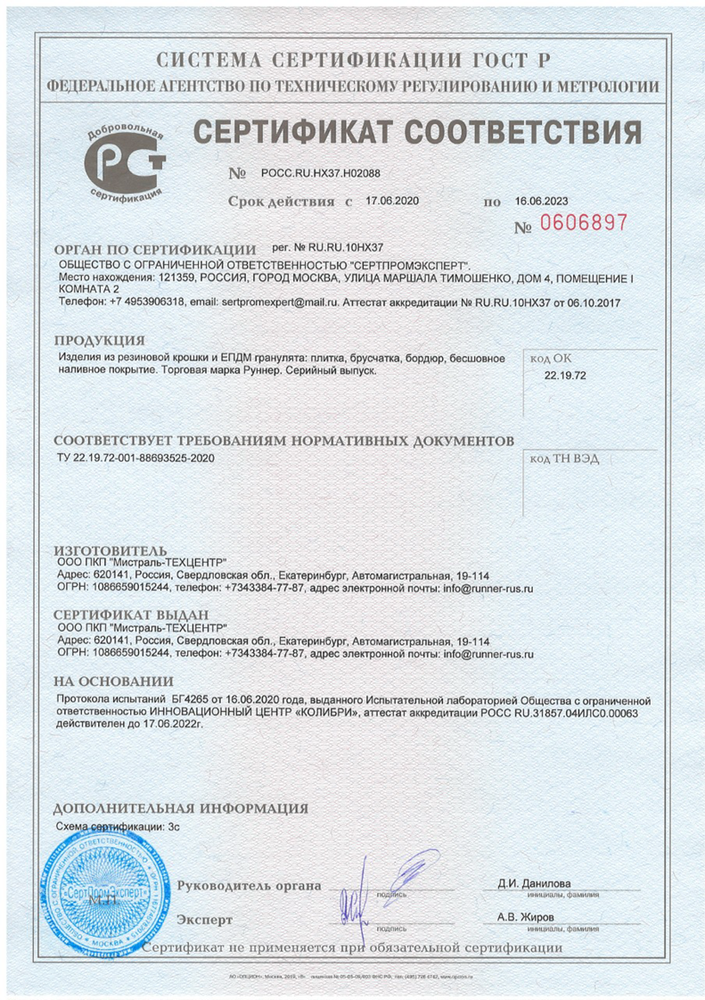 СИСТЕМА СЕРТИФИКАЦИИ ГОСТ Р
ФЕДЕРАЛЬНОЕ АГЕНТСТВО ПО ТЕХНИЧЕСКОМУ РЕГУЛИРОВАНИЮ И МЕТРОЛОГИИ
Добровольная
РСТ
сертификация
СЕРТИФИКАТ СООТВЕТСТВИЯ
№ РОСС.RU.НХ37.Н02088
Срок действия с 17.06.2020 по 16.06.2023
№ 0606897
ОРГАН ПО СЕРТИФИКАЦИИ рег. № RU.RU.10НХ37
ОБЩЕСТВО С ОГРАНИЧЕННОЙ ОТВЕТСТВЕННОСТЬЮ "СЕРТПРОМЭКСПЕРТ".
Место нахождения: 121359, РОССИЯ, ГОРОД МОСКВА, УЛИЦА МАРШАЛА ТИМОШЕНКО, ДОМ 4, ПОМЕЩЕНИЕ I
КОМНАТА 2
Телефон: +7 4953906318, email: sertpromexpert@mail.ru. Аттестат аккредитации № RU.RU.10НХ37 от 06.10.2017
ПРОДУКЦИЯ
Изделия из резиновой крошки и ЕПДМ гранулята: плитка, брусчатка, бордюр, бесшовное
наливное покрытие. Торговая марка Руннер. Серийный выпуск.
код ОК
22.19.72
СООТВЕТСТВУЕТ ТРЕБОВАНИЯМ НОРМАТИВНЫХ ДОКУМЕНТОВ
ТУ 22.19.72-001-88693525-2020
код ТН ВЭД
ИЗГОТОВИТЕЛЬ
ООО ПКП "Мистраль-ТЕХЦЕНТР"
Адрес: 620141, Россия, Свердловская обл., Екатеринбург, Автомагистральная, 19-114
ОГРН: 1086659015244, телефон: +7343384-77-87, адрес электронной почты: info@runner-rus.ru
СЕРТИФИКАТ ВЫДАН
ООО ПКП "Мистраль-ТЕХЦЕНТР"
Адрес: 620141, Россия, Свердловская обл., Екатеринбург, Автомагистральная, 19-114
ОГРН: 1086659015244, телефон: +7343384-77-87, адрес электронной почты: info@runner-rus.ru
НА ОСНОВАНИИ
Протокола испытаний БГ4265 от 16.06.2020 года, выданного Испытательной лабораторией Общества с ограниченной
ответственностью ИННОВАЦИОННЫЙ ЦЕНТР «КОЛИБРИ», аттестат аккредитации РОСС RU.31857.04ИЛС0.00063
действителен до 17.06.2022г.
ДОПОЛНИТЕЛЬНАЯ ИНФОРМАЦИЯ
Схема сертификации: 3с
ОБЩЕСТВО С ОГРАНИЧЕННОЙ ОТВЕТСТВЕННОСТЬЮ
«СертПромЭксперт»
М.П.
МОСКВА
Руководитель органа
подпись
Д.И. Данилова
инициалы, фамилия
Эксперт
подпись
А.В. Жиров
инициалы, фамилия
Сертификат не применяется при обязательной сертификации